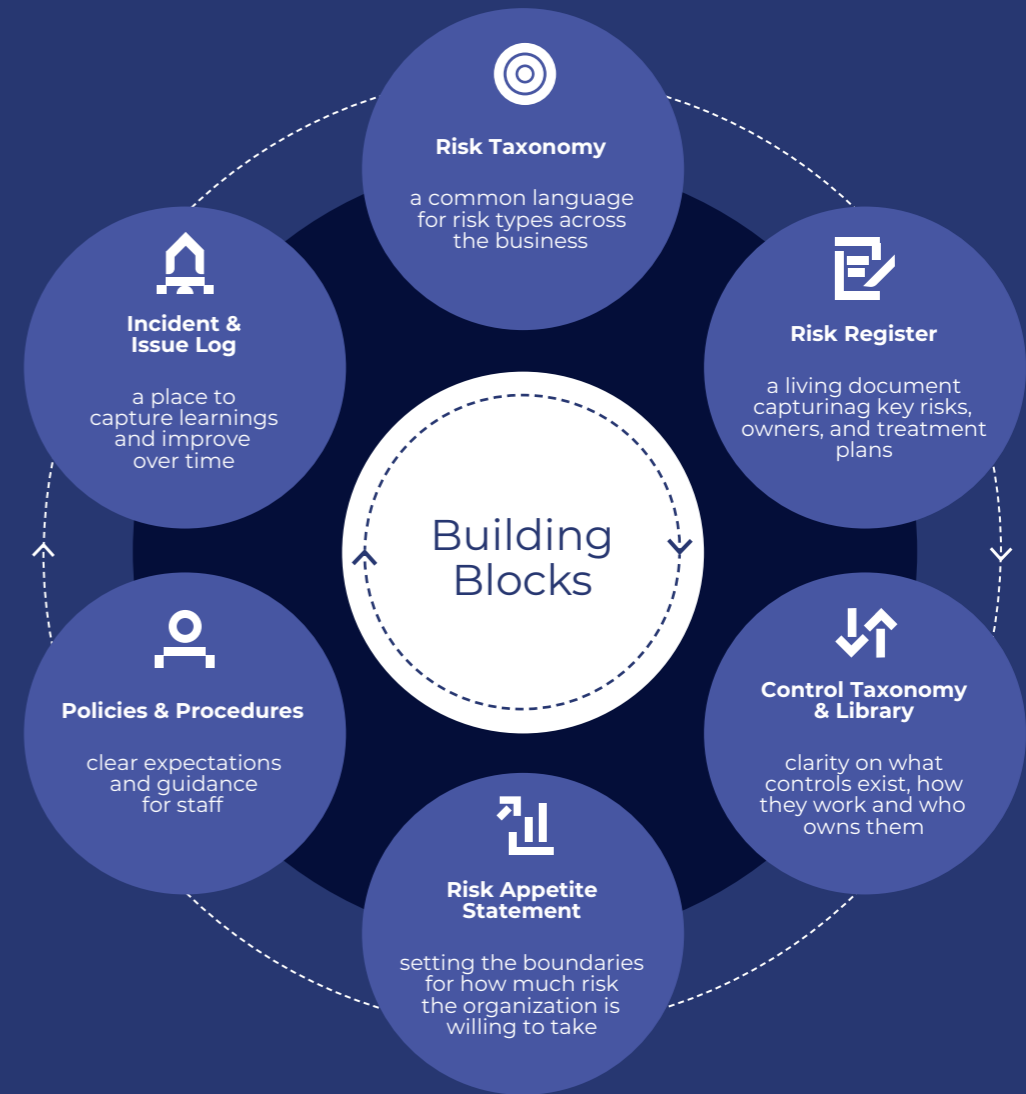 Risk Taxonomy
a common language
for risk types across
the business
Risk Register
a living document
capturinag key risks,
owners, and treatment
plans
Control Taxonomy
& Library
clarity on what
controls exist, how
they work and who
owns them
Risk Appetite
Statement
setting the boundaries
for how much risk
the organization is
willing to take
Policies & Procedures
clear expectations
and guidance
for staff
Incident &
Issue Log
a place to
capture learnings
and improve
over time
Building
Blocks